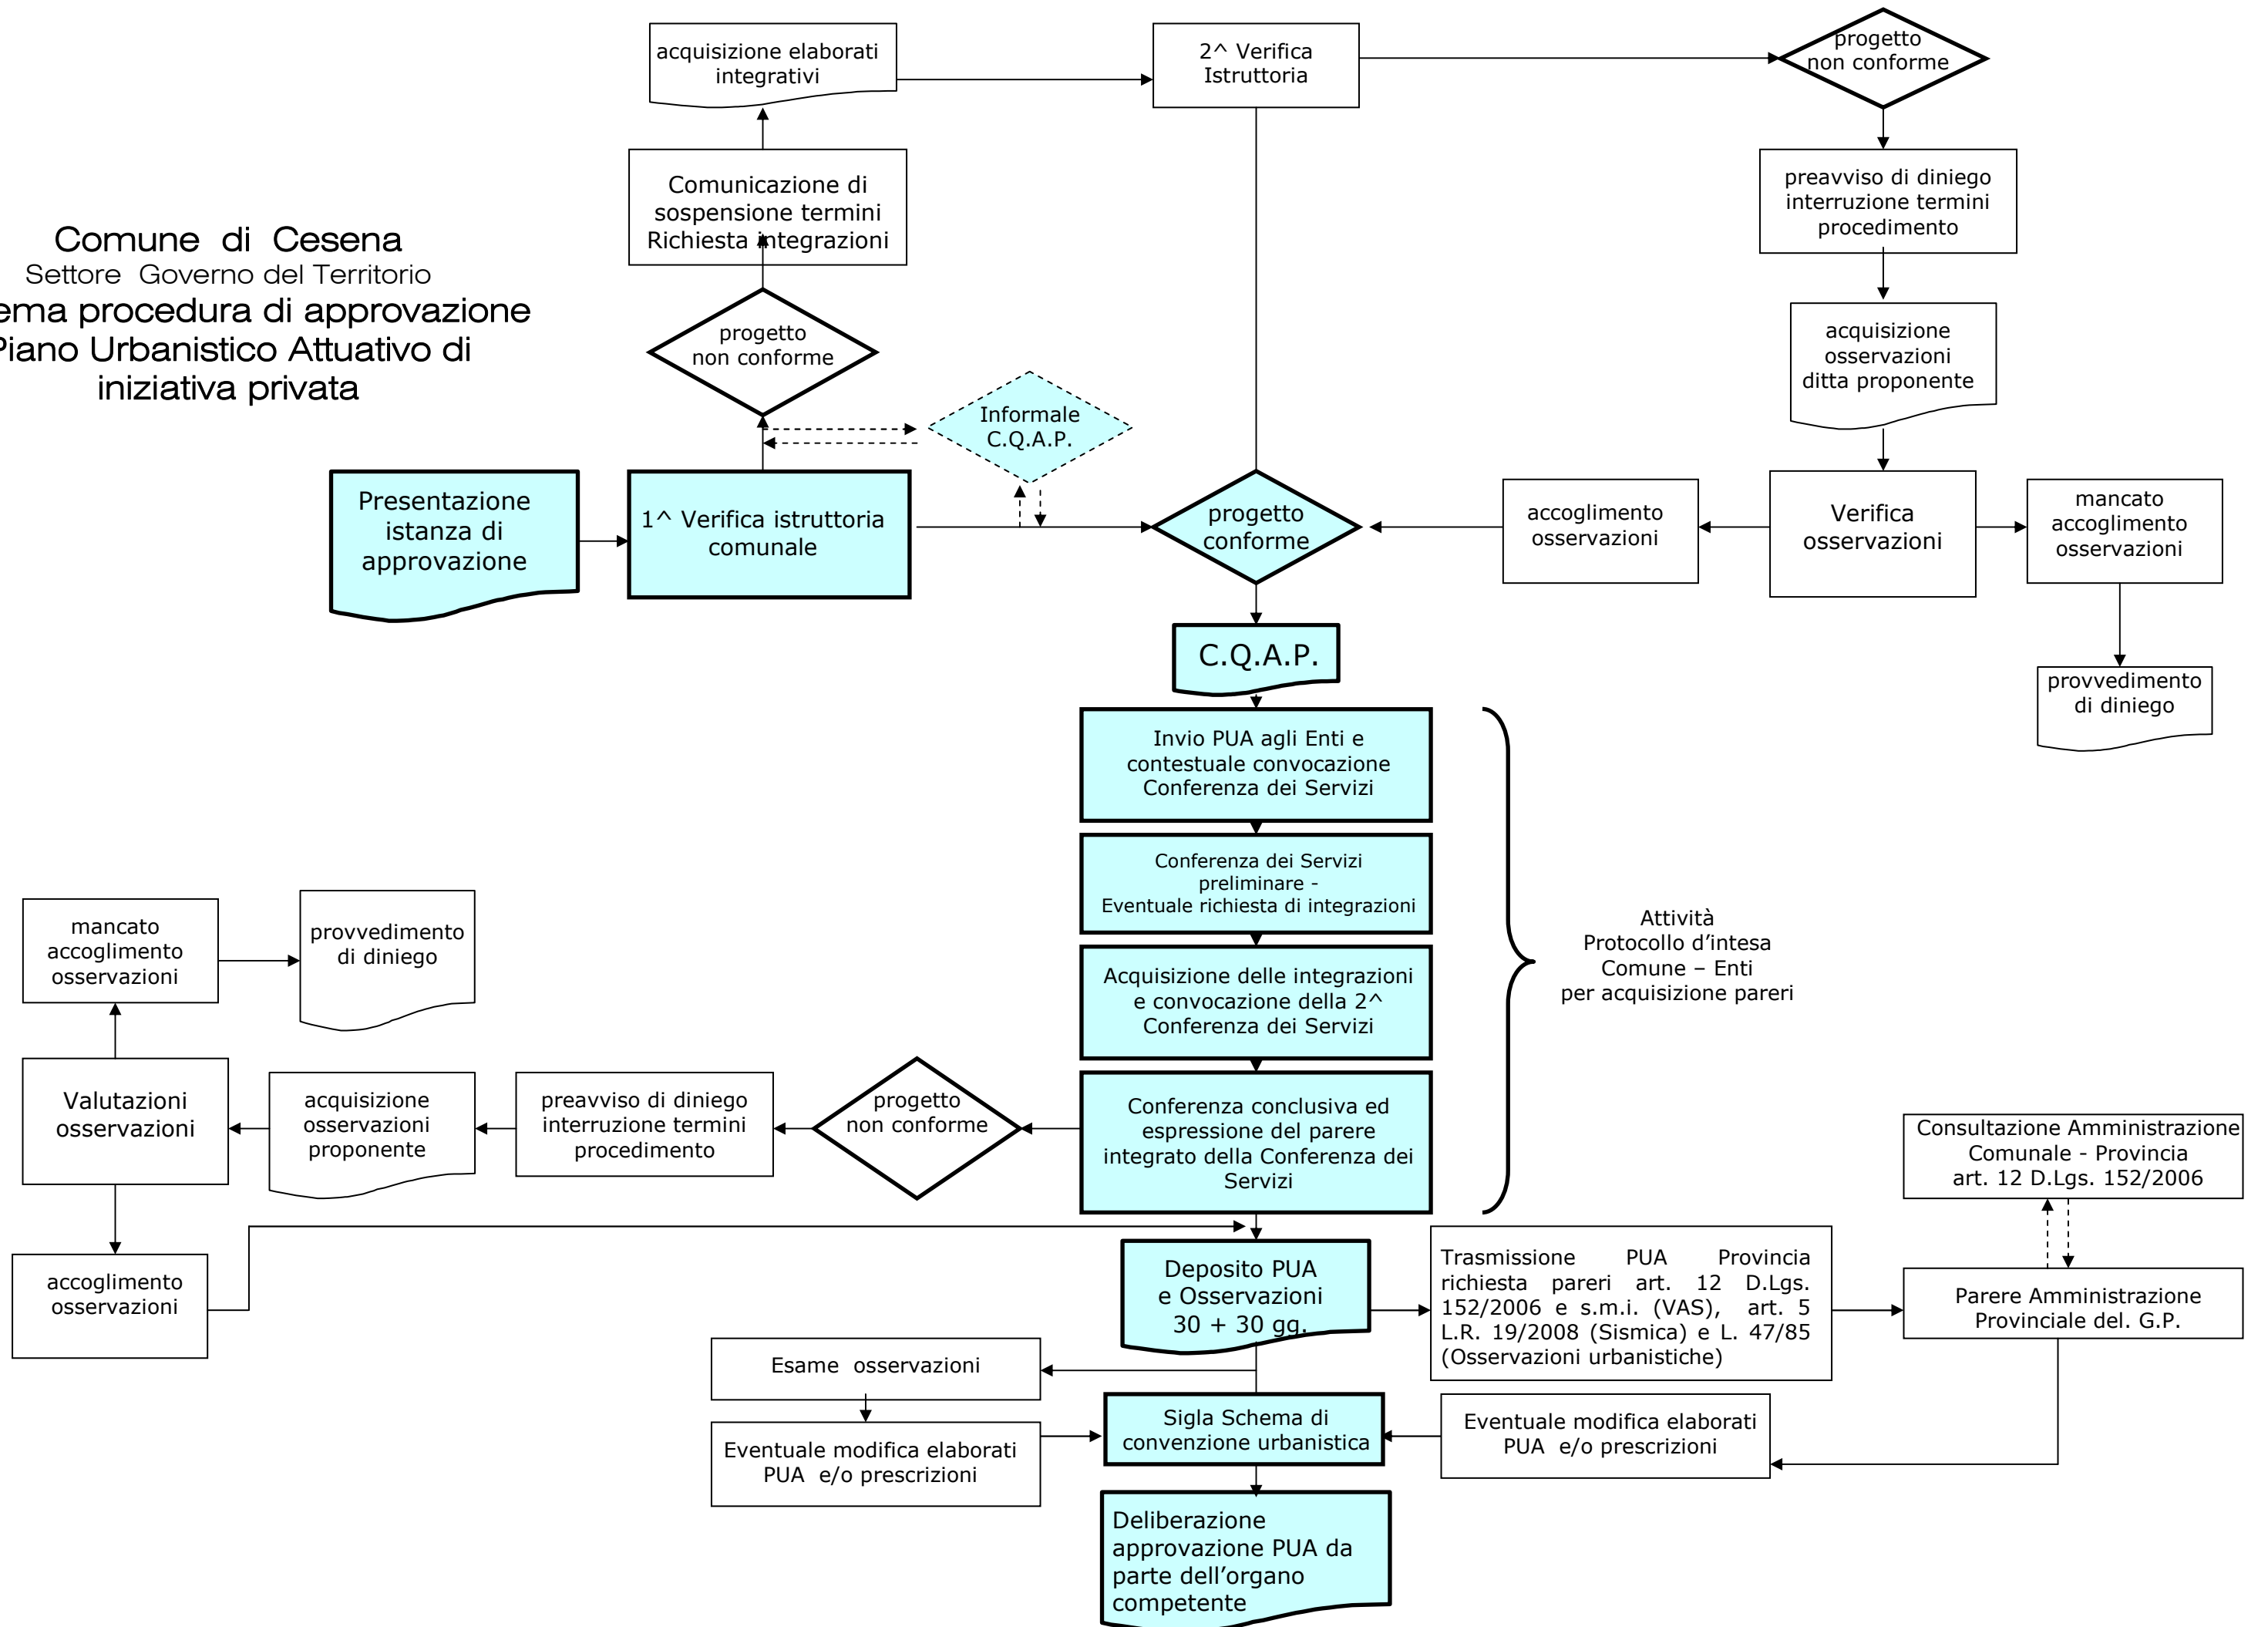 Comune di Cesena
Settore Governo del Territorio
ema procedura di approvazione
Piano Urbanistico Attuativo di
iniziativa privata
acquisizione elaborati
integrativi
2^ Verifica
Istruttoria
progetto
non conforme
Comunicazione di
sospensione termini
Richiesta integrazioni
preavviso di diniego
interruzione termini
procedimento
progetto
non conforme
acquisizione
osservazioni
ditta proponente
Informale
C.Q.A.P.
Presentazione
istanza di
approvazione
1^ Verifica istruttoria
comunale
progetto
conforme
accoglimento
osservazioni
Verifica
osservazioni
mancato
accoglimento
osservazioni
C.Q.A.P.
provvedimento
di diniego
Invio PUA agli Enti e
contestuale convocazione
Conferenza dei Servizi
Conferenza dei Servizi
preliminare -
Eventuale richiesta di integrazioni
Acquisizione delle integrazioni
e convocazione della 2^
Conferenza dei Servizi
Conferenza conclusiva ed
espressione del parere
integrato della Conferenza dei
Servizi
Attività
Protocollo d’intesa
Comune – Enti
per acquisizione pareri
mancato
accoglimento
osservazioni
provvedimento
di diniego
Valutazioni
osservazioni
acquisizione
osservazioni
proponente
preavviso di diniego
interruzione termini
procedimento
progetto
non conforme
accoglimento
osservazioni
Consultazione Amministrazione
Comunale - Provincia
art. 12 D.Lgs. 152/2006
Deposito PUA
e Osservazioni
30 + 30 gg.
Trasmissione PUA Provincia
richiesta pareri art. 12 D.Lgs.
152/2006 e s.m.i. (VAS), art. 5
L.R. 19/2008 (Sismica) e L. 47/85
(Osservazioni urbanistiche)
Parere Amministrazione
Provinciale del. G.P.
Esame osservazioni
Eventuale modifica elaborati
PUA e/o prescrizioni
Sigla Schema di
convenzione urbanistica
Eventuale modifica elaborati
PUA e/o prescrizioni
Deliberazione
approvazione PUA da
parte dell’organo
competente